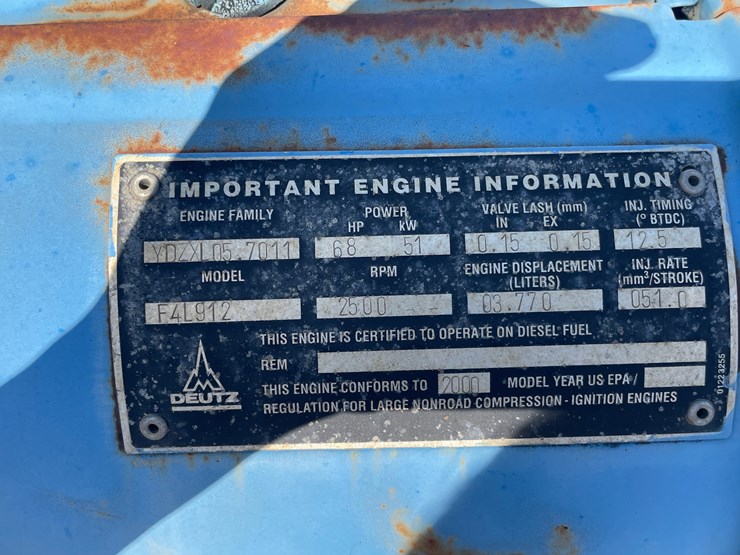 IMPORTANT ENGINE INFORMATION
ENGINE FAMILY POWER HP kW VALVE LASH (mm) IN EX INJ. TIMING (° BTDC)
YDZXL05.7011 68 51 0.15 0.15 12.5
MODEL RPM ENGINE DISPLACEMENT (LITERS) INJ. RATE (mm³/STROKE)
F4L912 2500 03.770 051.0
THIS ENGINE IS CERTIFIED TO OPERATE ON DIESEL FUEL
REM
THIS ENGINE CONFORMS TO 2000 MODEL YEAR US EPA /
REGULATION FOR LARGE NONROAD COMPRESSION - IGNITION ENGINES
DEUTZ
01223255